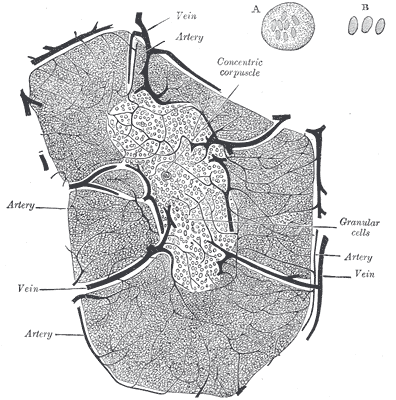 Vein
Artery
A
B
Concentric
corpuscle
Artery
Granular
cells
Artery
Vein
Vein
Artery